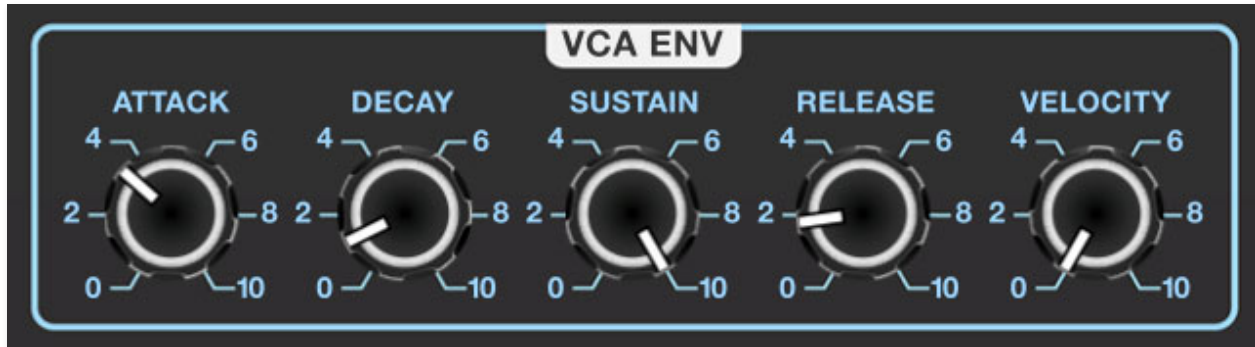 VCA ENV
ATTACK DECAY SUSTAIN RELEASE VELOCITY
4 6 4 6 4 6 4 6 4 6
2 8 2 8 2 8 2 8 2 8
0 10 0 10 0 10 0 10 0 10